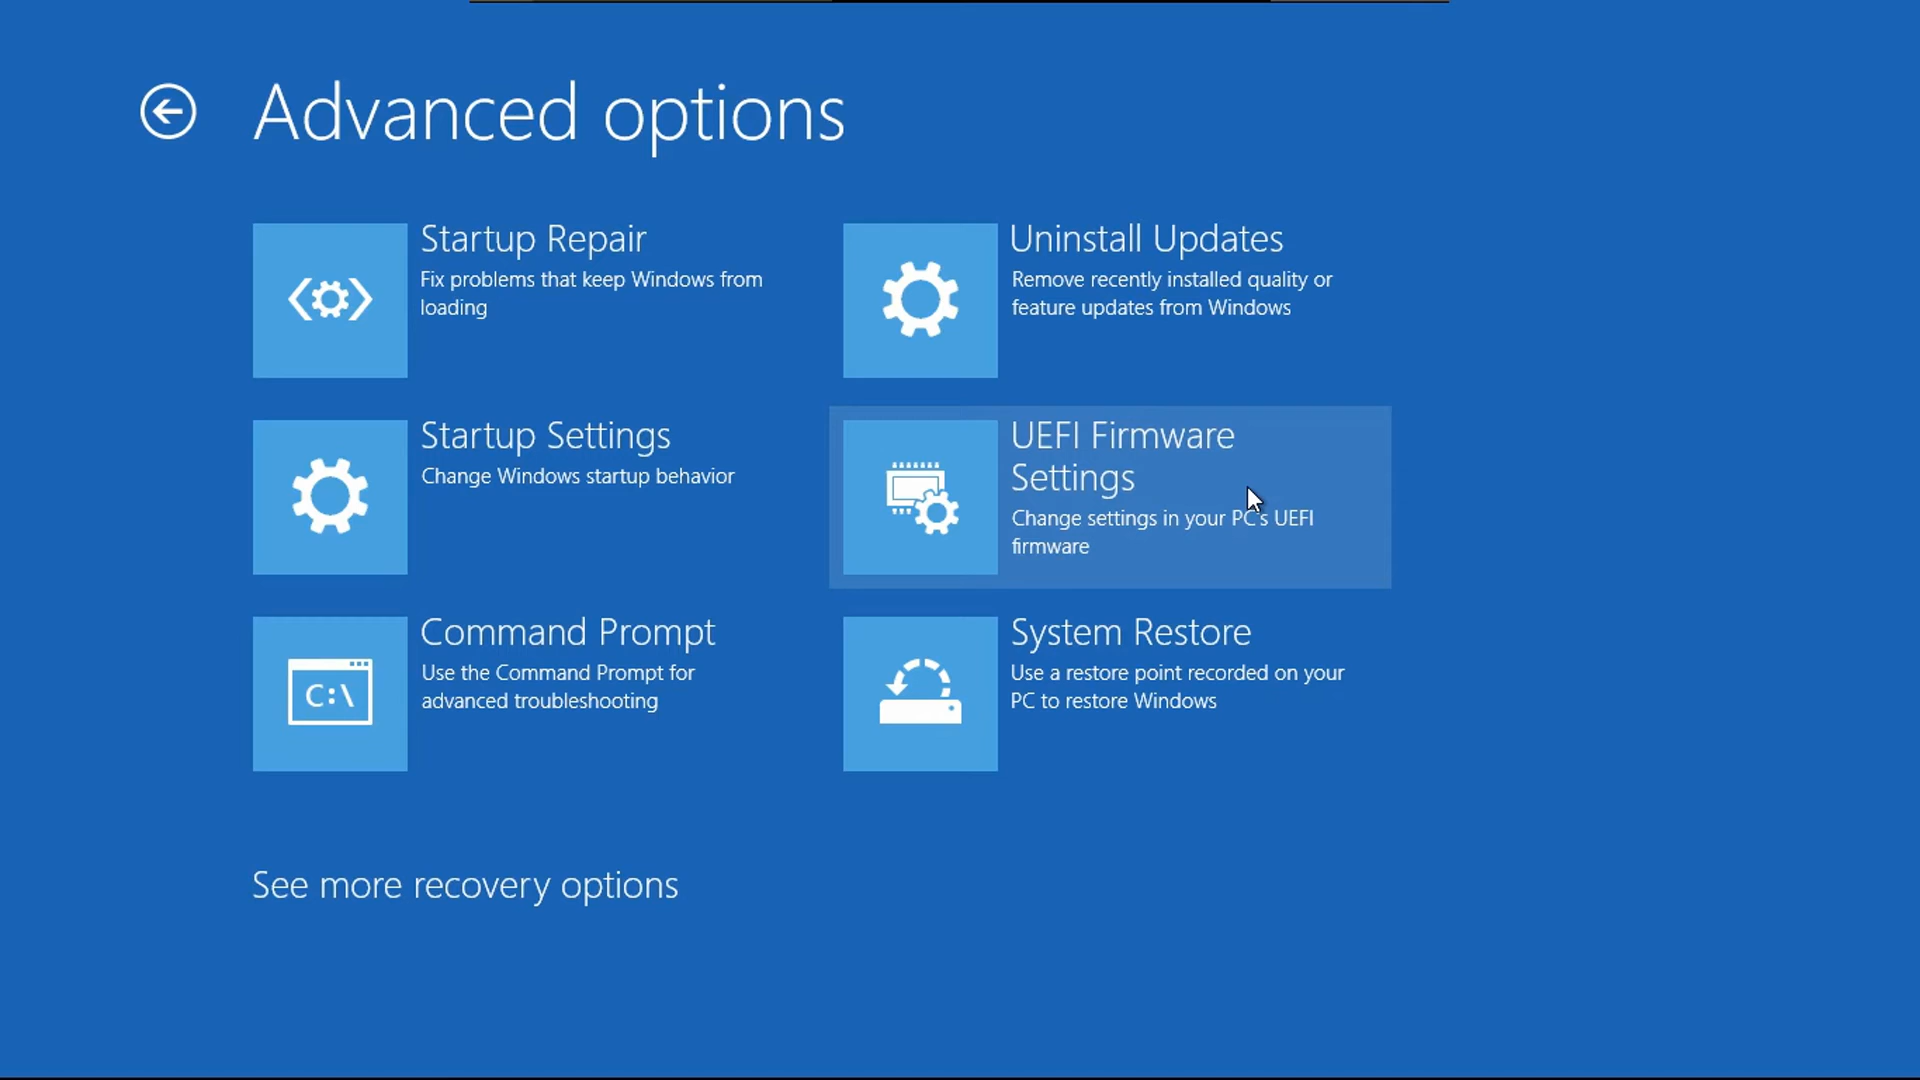 Advanced options
Startup Repair
Fix problems that keep Windows from
loading
Uninstall Updates
Remove recently installed quality or
feature updates from Windows
Startup Settings
Change Windows startup behavior
UEFI Firmware
Settings
Change settings in your PC's UEFI
firmware
C:\
Command Prompt
Use the Command Prompt for
advanced troubleshooting
System Restore
Use a restore point recorded on your
PC to restore Windows
See more recovery options